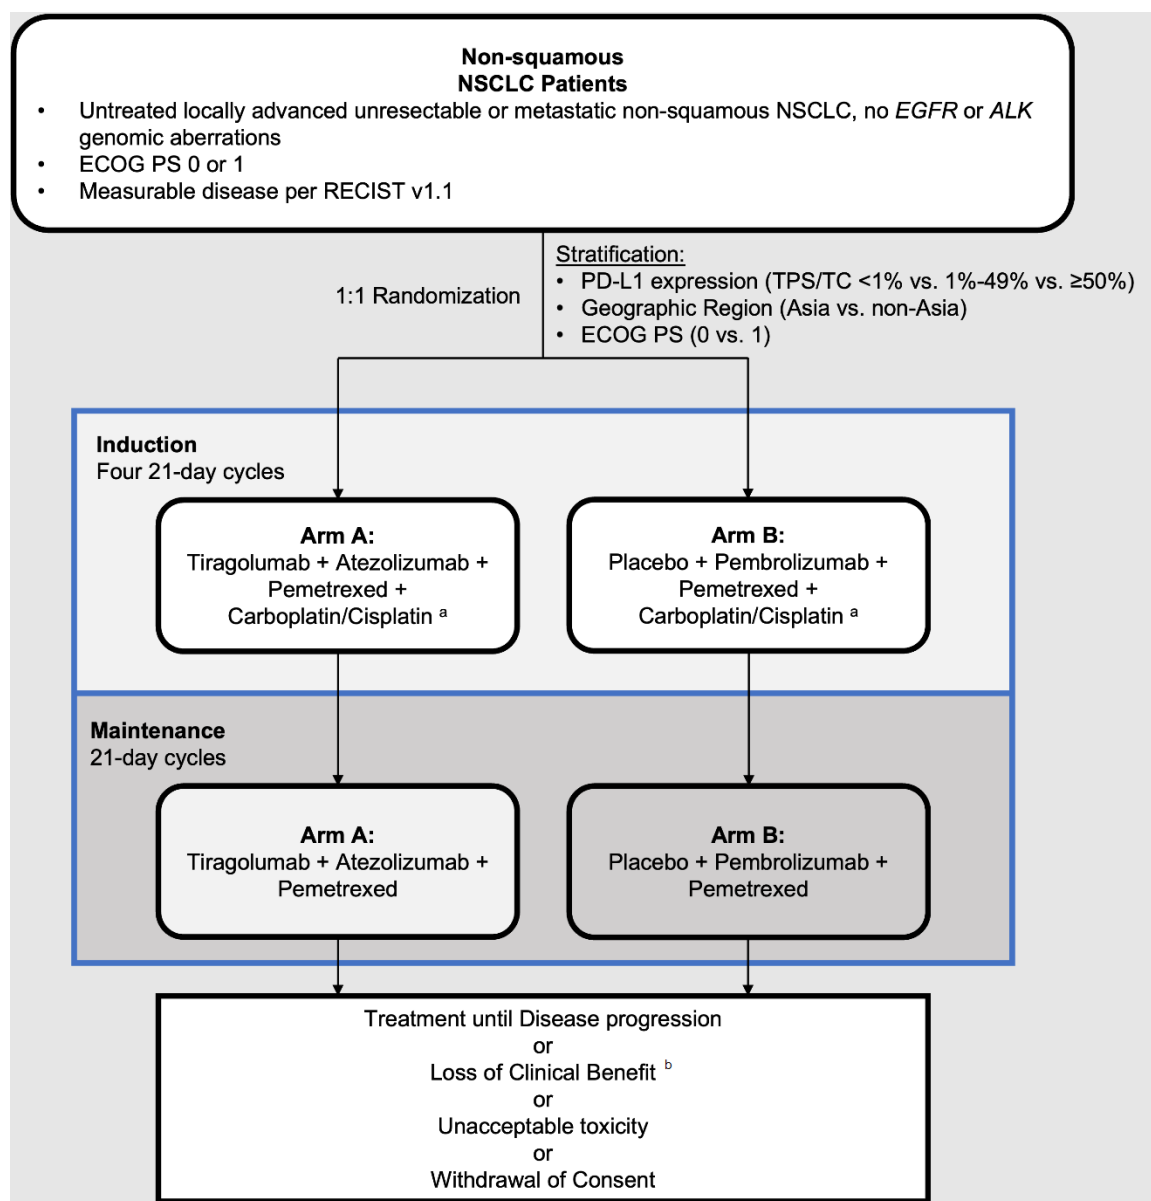 Non-squamous
NSCLC Patients
• Untreated locally advanced unresectable or metastatic non-squamous NSCLC, no EGFR or ALK
genomic aberrations
• ECOG PS 0 or 1
• Measurable disease per RECIST v1.1
1:1 Randomization
Stratification:
• PD-L1 expression (TPS/TC <1% vs. 1%-49% vs. ≥50%)
• Geographic Region (Asia vs. non-Asia)
• ECOG PS (0 vs. 1)
Induction
Four 21-day cycles
Arm A:
Tiragolumab + Atezolizumab +
Pemetrexed +
Carboplatin/Cisplatin a
Arm B:
Placebo + Pembrolizumab +
Pemetrexed +
Carboplatin/Cisplatin a
Maintenance
21-day cycles
Arm A:
Tiragolumab + Atezolizumab +
Pemetrexed
Arm B:
Placebo + Pembrolizumab +
Pemetrexed
Treatment until Disease progression
or
Loss of Clinical Benefit b
or
Unacceptable toxicity
or
Withdrawal of Consent